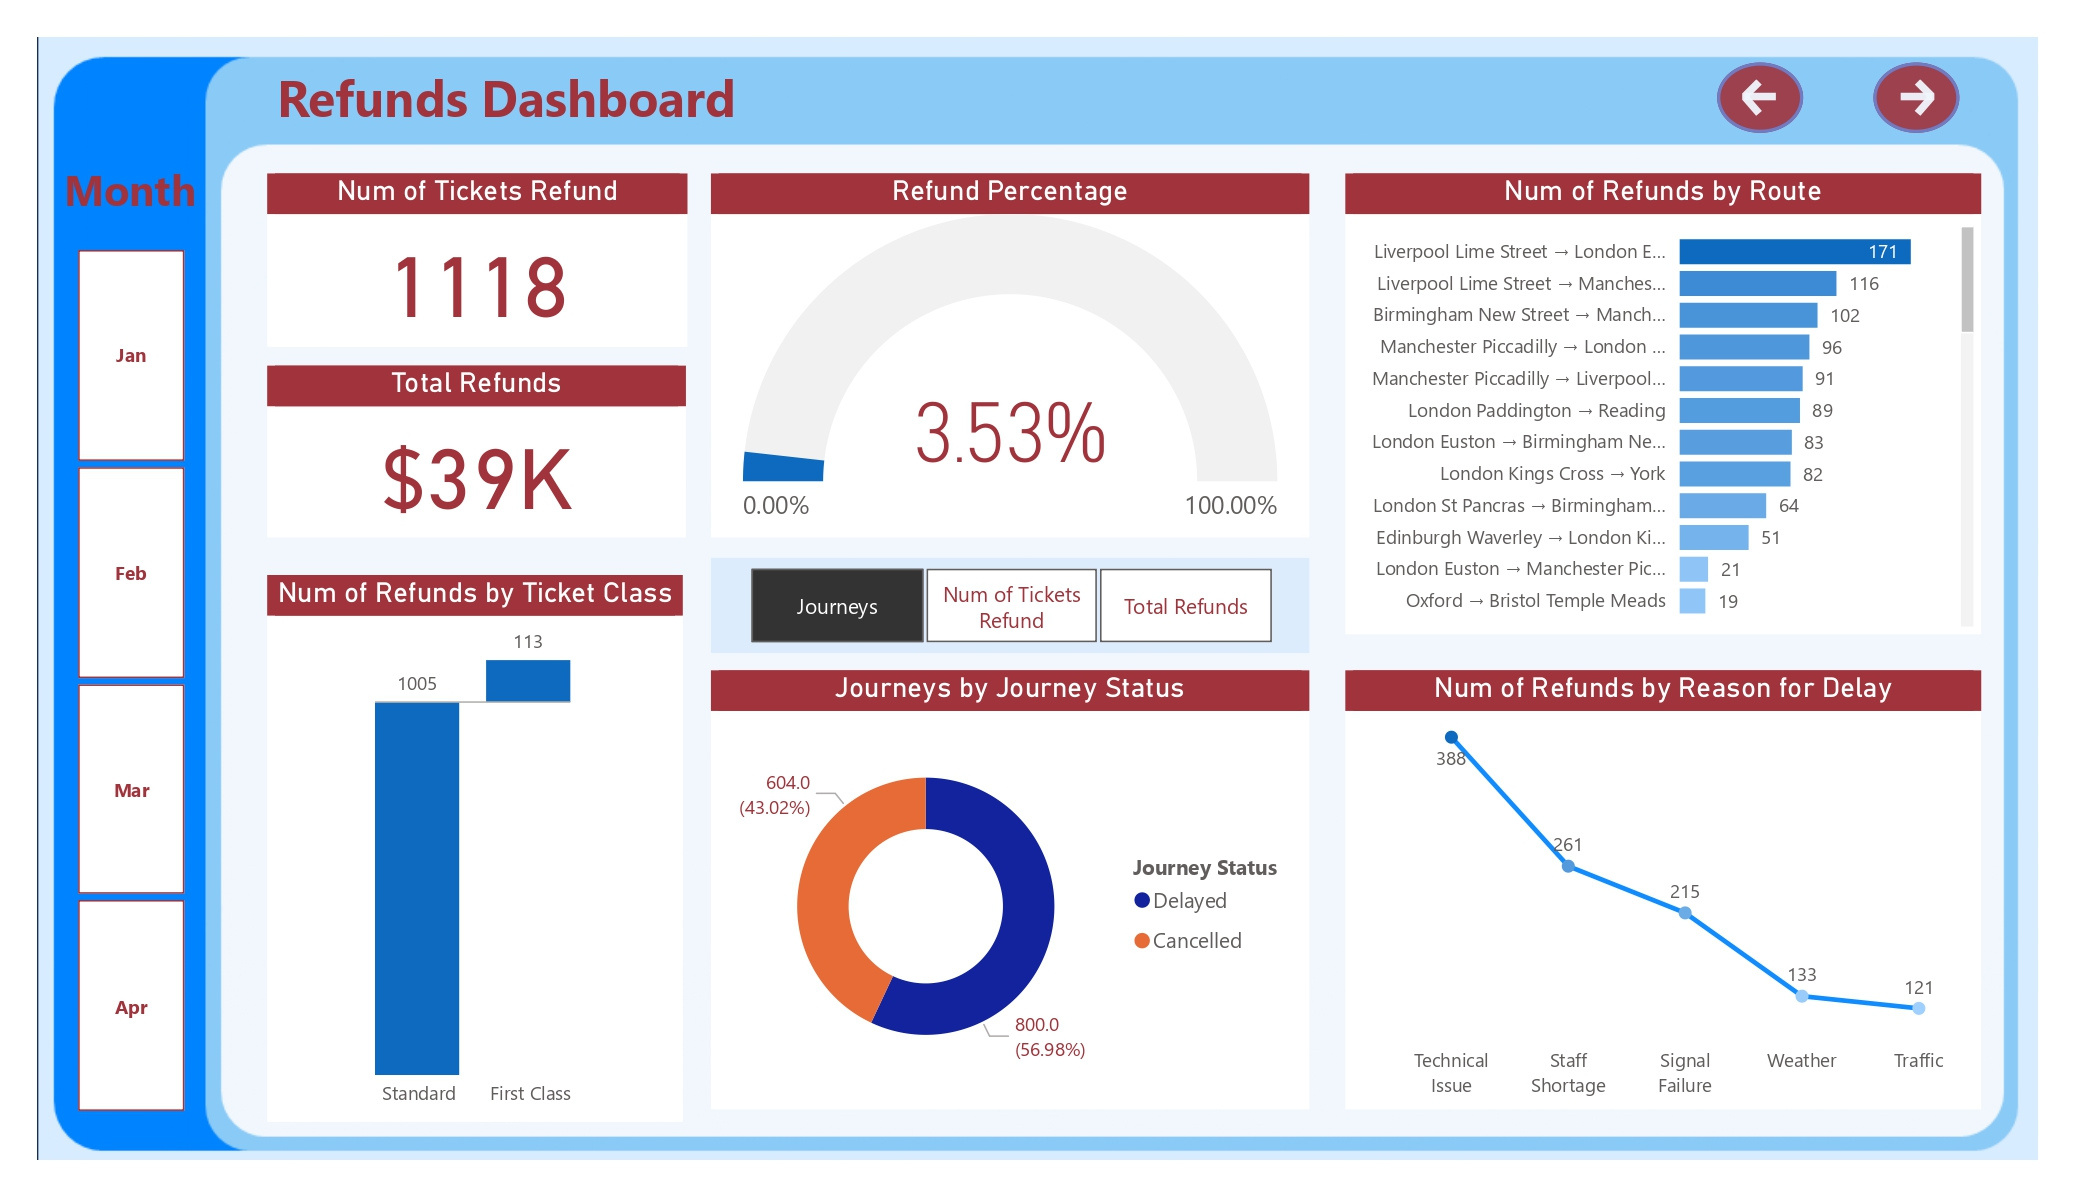 Refunds Dashboard
Month
Jan
Feb
Mar
Apr
Num of Tickets Refund
1118
Total Refunds
$39K
Num of Refunds by Ticket Class
113
1005
Standard
First Class
Refund Percentage
3.53%
0.00%
100.00%
Journeys
Num of Tickets
Refund
Total Refunds
Journeys by Journey Status
604.0
(43.02%)
800.0
(56.98%)
Journey Status
Delayed
Cancelled
Num of Refunds by Route
Liverpool Lime Street → London E... 171
Liverpool Lime Street → Manches... 116
Birmingham New Street → Manch... 102
Manchester Piccadilly → London ... 96
Manchester Piccadilly → Liverpool... 91
London Paddington → Reading 89
London Euston → Birmingham Ne... 83
London Kings Cross → York 82
London St Pancras → Birmingham... 64
Edinburgh Waverley → London Ki... 51
London Euston → Manchester Pic... 21
Oxford → Bristol Temple Meads 19
Num of Refunds by Reason for Delay
388
261
215
133
121
Technical
Issue
Staff
Shortage
Signal
Failure
Weather
Traffic